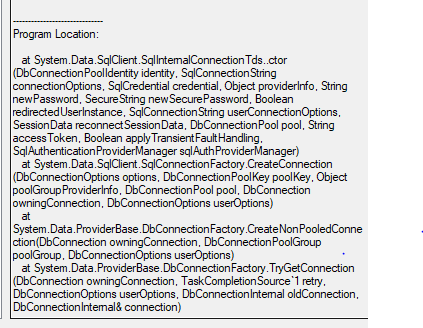 ------------------------------
Program Location:
at System.Data.SqlClient.SqlInternalConnectionTds..ctor
(DbConnectionPoolIdentity identity, SqlConnectionString
connectionOptions, SqlCredential credential, Object providerInfo, String
newPassword, SecureString newSecurePassword, Boolean
redirectedUserInstance, SqlConnectionString userConnectionOptions,
SessionData reconnectSessionData, DbConnectionPool pool, String
accessToken, Boolean applyTransientFaultHandling,
SqlAuthenticationProviderManager sqlAuthProviderManager)
at System.Data.SqlClient.SqlConnectionFactory.CreateConnection
(DbConnectionOptions options, DbConnectionPoolKey poolKey, Object
poolGroupProviderInfo, DbConnectionPool pool, DbConnection
owningConnection, DbConnectionOptions userOptions)
at
System.Data.ProviderBase.DbConnectionFactory.CreateNonPooledConne
ction(DbConnection owningConnection, DbConnectionPoolGroup
poolGroup, DbConnectionOptions userOptions)
at System.Data.ProviderBase.DbConnectionFactory.TryGetConnection
(DbConnection owningConnection, TaskCompletionSource`1 retry,
DbConnectionOptions userOptions, DbConnectionInternal oldConnection,
DbConnectionInternal& connection)